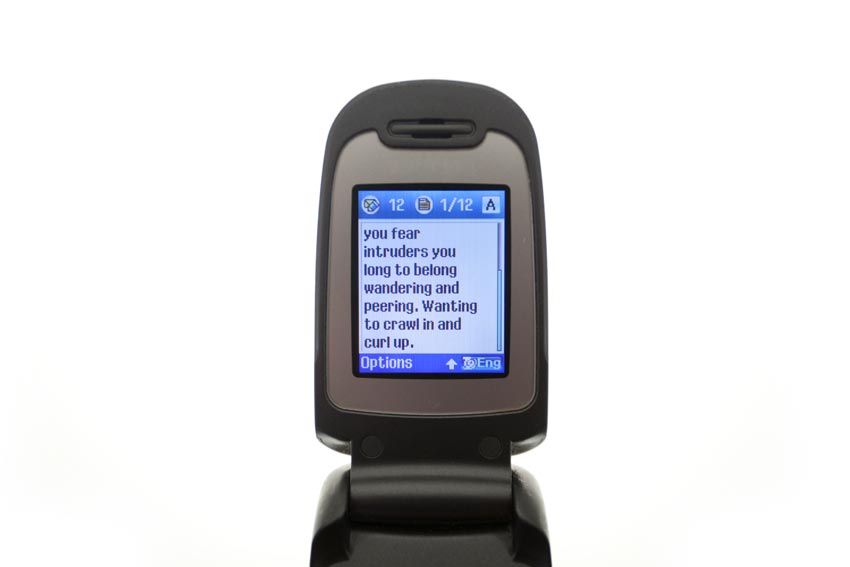 12 1/12 A
you fear
intruders you
long to belong
wandering and
peering. Wanting
to crawl in and
curl up.
Options Eng